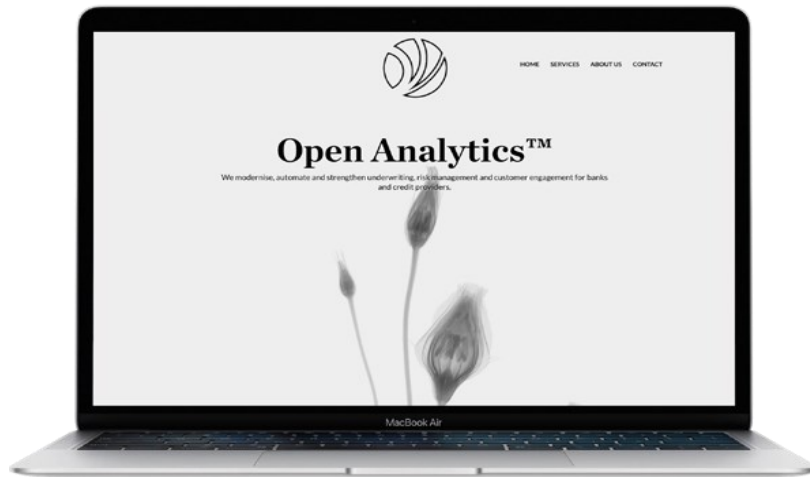 HOME SERVICES ABOUT US CONTACT
Open Analytics™
We modernise, automate and strengthen underwriting, risk management and customer engagement for banks
and credit providers.
MacBook Air